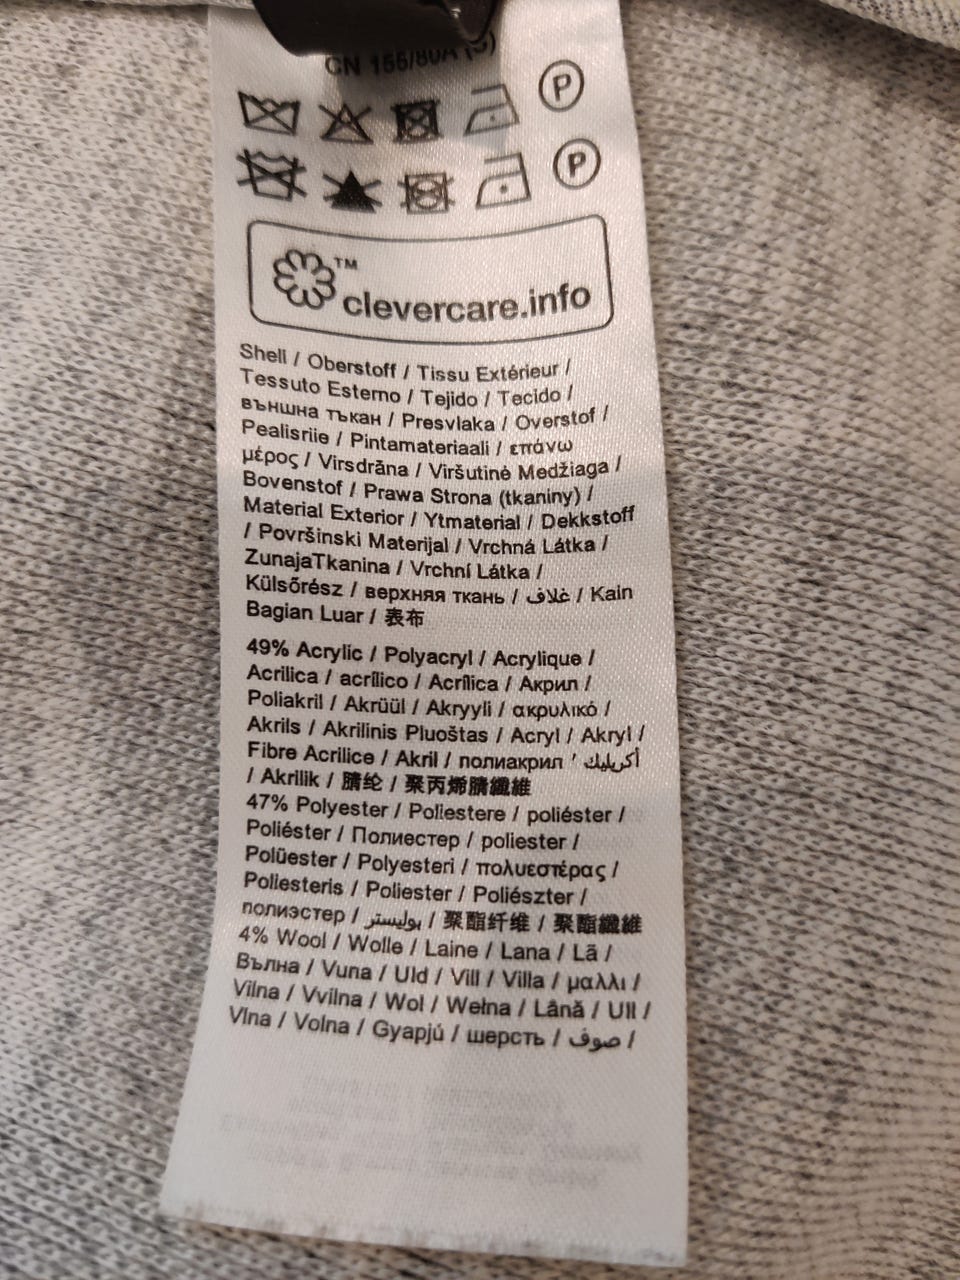 CN 155/80A (S)
P
P
™
clevercare.info
Shell / Oberstoff / Tissu Extérieur /
Tessuto Esterno / Tejido / Tecido /
външна тъкан / Presvlaka / Overstof /
Pealisriie / Pintamateriaali / επάνω
μέρος / Virsdrāna / Viršutinė Medžiaga /
Bovenstof / Prawa Strona (tkaniny) /
Material Exterior / Ytmaterial / Dekkstoff
/ Površinski Materijal / Vrchná Látka /
ZunajaTkanina / Vrchní Látka /
Külsőrész / верхняя ткань / غلاف / Kain
Bagian Luar / 表布
49% Acrylic / Polyacryl / Acrylique /
Acrilica / acrílico / Acrílica / Акрил /
Poliakril / Akrüül / Akryyli / ακρυλικό /
Akrils / Akrilinis Pluoštas / Acryl / Akryl /
Fibre Acrilice / Akril / полиакрил ' أكريليك
/ Akrilik / 腈纶 / 聚丙烯腈纖維
47% Polyester / Poliestere / poliéster /
Poliéster / Полиестер / poliester /
Polüester / Polyesteri / πολυεστέρας /
Poliesteris / Poliester / Poliészter /
полиэстер / بوليستر / 聚酯纤维 / 聚酯纖維
4% Wool / Wolle / Laine / Lana / Lã /
Вълна / Vuna / Uld / Vill / Villa / μαλλι /
Vilna / Vvilna / Wol / Wełna / Lână / Ull /
Vlna / Volna / Gyapjú / шерсть / صوف /